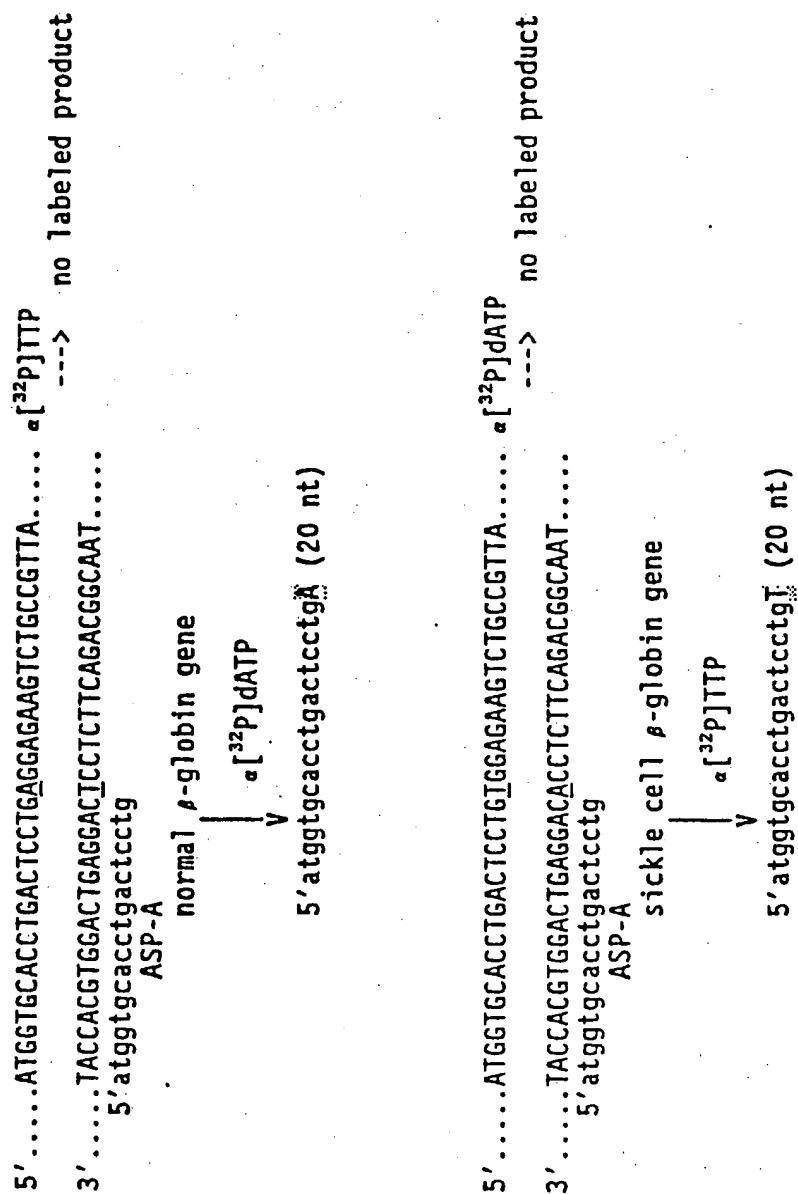 5'.....ATGGTGCACCTGACTCCTGAGGAGAAGTCTGCCGTTA..... α[³²P]TTP
---> no labeled product
3'.....TACCACGTGGACTGAGGACTCCTCTTCAGACGGCAAT.....
5'atggtgcacctgactcctg
ASP-A
normal β-globin gene
α[³²P]dATP
5'atggtgcacctgactcctgA (20 nt)
5'.....ATGGTGCACCTGACTCCTGTGGAGAAGTCTGCCGTTA..... α[³²P]dATP
---> no labeled product
3'.....TACCACGTGGACTGAGGACACCTCTTCAGACGGCAAT.....
5'atggtgcacctgactcctg
ASP-A
sickle cell β-globin gene
α[³²P]TTP
5'atggtgcacctgactcctgT (20 nt)